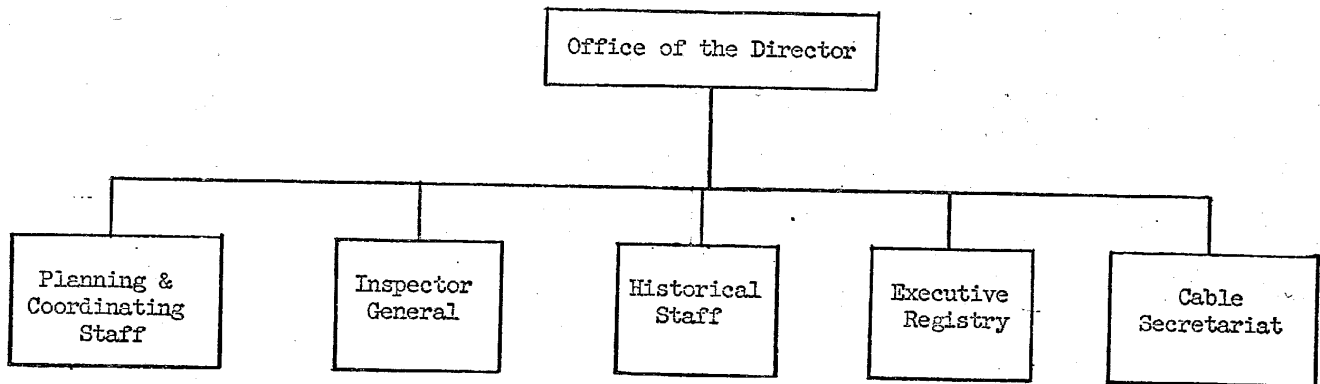 Office of the Director
Planning &
Coordinating
Staff
Inspector
General
Historical
Staff
Executive
Registry
Cable
Secretariat